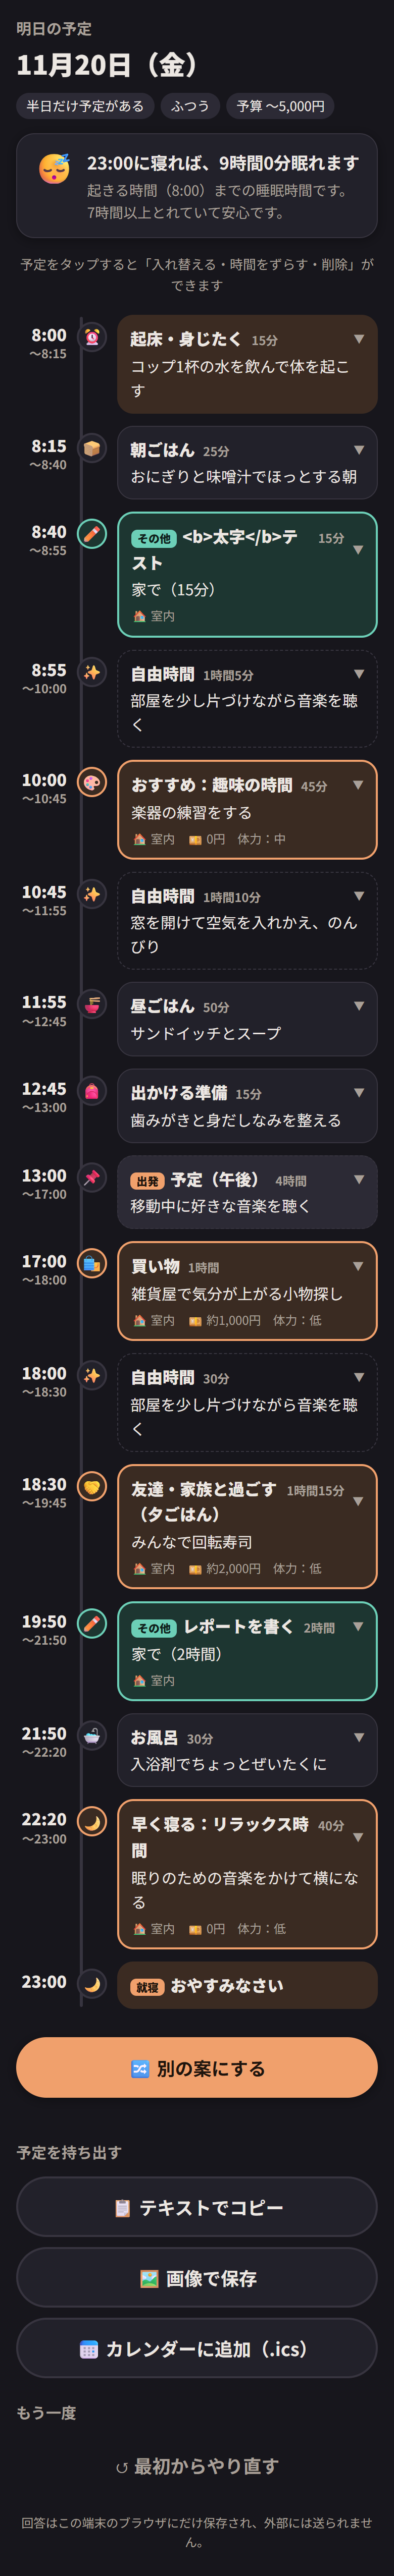 明日の予定
11月20日（金）
半日だけ予定がある ふつう 予算 〜5,000円
23:00に寝れば、9時間0分眠れます
起きる時間（8:00）までの睡眠時間です。
7時間以上とれていて安心です。
予定をタップすると「入れ替える・時間をずらす・削除」が
できます
8:00
〜8:15
起床・身じたく 15分 ▼
コップ1杯の水を飲んで体を起こ
す
8:15
〜8:40
朝ごはん 25分 ▼
おにぎりと味噌汁でほっとする朝
8:40
〜8:55
その他 <b>太字</b>テ 15分 ▼
スト
家で（15分）
室内
8:55
〜10:00
自由時間 1時間5分 ▼
部屋を少し片づけながら音楽を聴
く
10:00
〜10:45
おすすめ：趣味の時間 45分 ▼
楽器の練習をする
室内 0円 体力：中
10:45
〜11:55
自由時間 1時間10分 ▼
窓を開けて空気を入れかえ、のん
びり
11:55
〜12:45
昼ごはん 50分 ▼
サンドイッチとスープ
12:45
〜13:00
出かける準備 15分 ▼
歯みがきと身だしなみを整える
13:00
〜17:00
出発 予定（午後） 4時間 ▼
移動中に好きな音楽を聴く
17:00
〜18:00
買い物 1時間 ▼
雑貨屋で気分が上がる小物探し
室内 約1,000円 体力：低
18:00
〜18:30
自由時間 30分 ▼
部屋を少し片づけながら音楽を聴
く
18:30
〜19:45
友達・家族と過ごす 1時間15分 ▼
（夕ごはん）
みんなで回転寿司
室内 約2,000円 体力：低
19:50
〜21:50
その他 レポートを書く 2時間 ▼
家で（2時間）
室内
21:50
〜22:20
お風呂 30分 ▼
入浴剤でちょっとぜいたくに
22:20
〜23:00
早く寝る：リラックス時 40分 ▼
間
眠りのための音楽をかけて横にな
る
室内 0円 体力：低
23:00
就寝 おやすみなさい
別の案にする
予定を持ち出す
テキストでコピー
画像で保存
カレンダーに追加（.ics）
もう一度
↺ 最初からやり直す
回答はこの端末のブラウザにだけ保存され、外部には送られませ
ん。